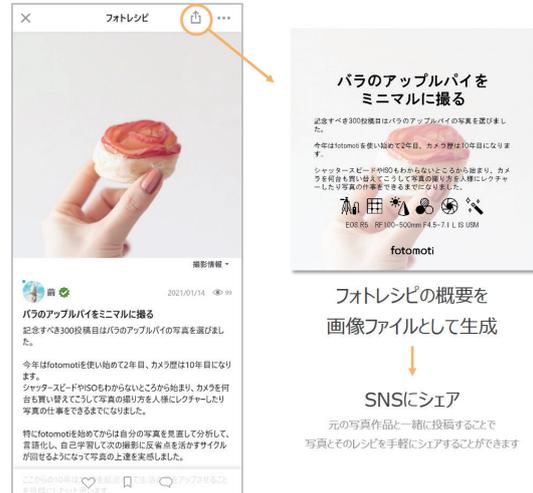 フォトレシピ
撮影情報
繭
2021/01/14
99
バラのアップルパイをミニマルに撮る
記念すべき300投稿目はバラのアップルパイの写真を選びまし
た。
今年はfotomotiを使い始めて2年目、カメラ歴は10年目になり
ます。
シャッタースピードやISOもわからないところから始まり、カメラを何
台も買い替えてこうして写真の撮り方を人様にレクチャーしたり
写真の仕事をできるまでになりました。
特にfotomotiを始めてからは自分の写真を見直して分析して、
言語化し、自己学習して次の撮影に反省点を活かすサイクル
が回せるようになって写真の上達を実感しました。
バラのアップルパイを
ミニマルに撮る
記念すべき300投稿目はバラのアップルパイの写真を選びまし
た。
今年はfotomotiを使い始めて2年目、カメラ歴は10年目になりま
す。
シャッタースピードやISOもわからないところから始まり、カメ
ラを何台も買い替えてこうして写真の撮り方を人様にレクチャ
ーしたり写真の仕事をできるまでになりました。
EOS R5 RF100-500mm F4.5-7.1 L IS USM
fotomoti
フォトレシピの概要を
画像ファイルとして生成
SNSにシェア
元の写真作品と一緒に投稿することで
写真とそのレシピを手軽にシェアすることができます